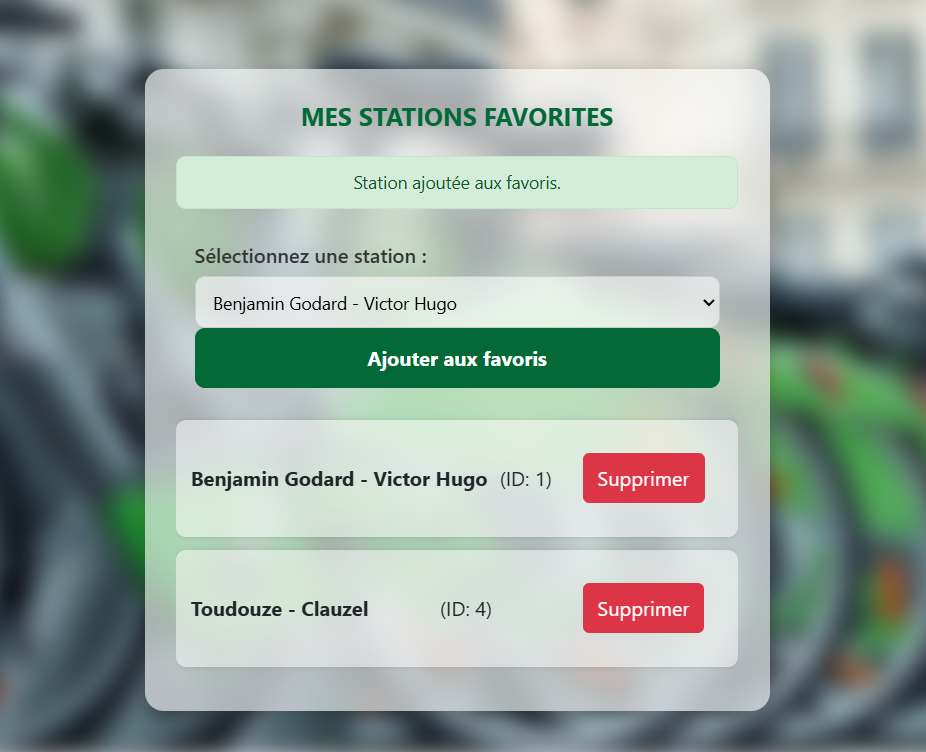 MES STATIONS FAVORITES
Station ajoutée aux favoris.
Sélectionnez une station :
Benjamin Godard - Victor Hugo
Ajouter aux favoris
Benjamin Godard - Victor Hugo (ID: 1) Supprimer
Toudouze - Clauzel (ID: 4) Supprimer